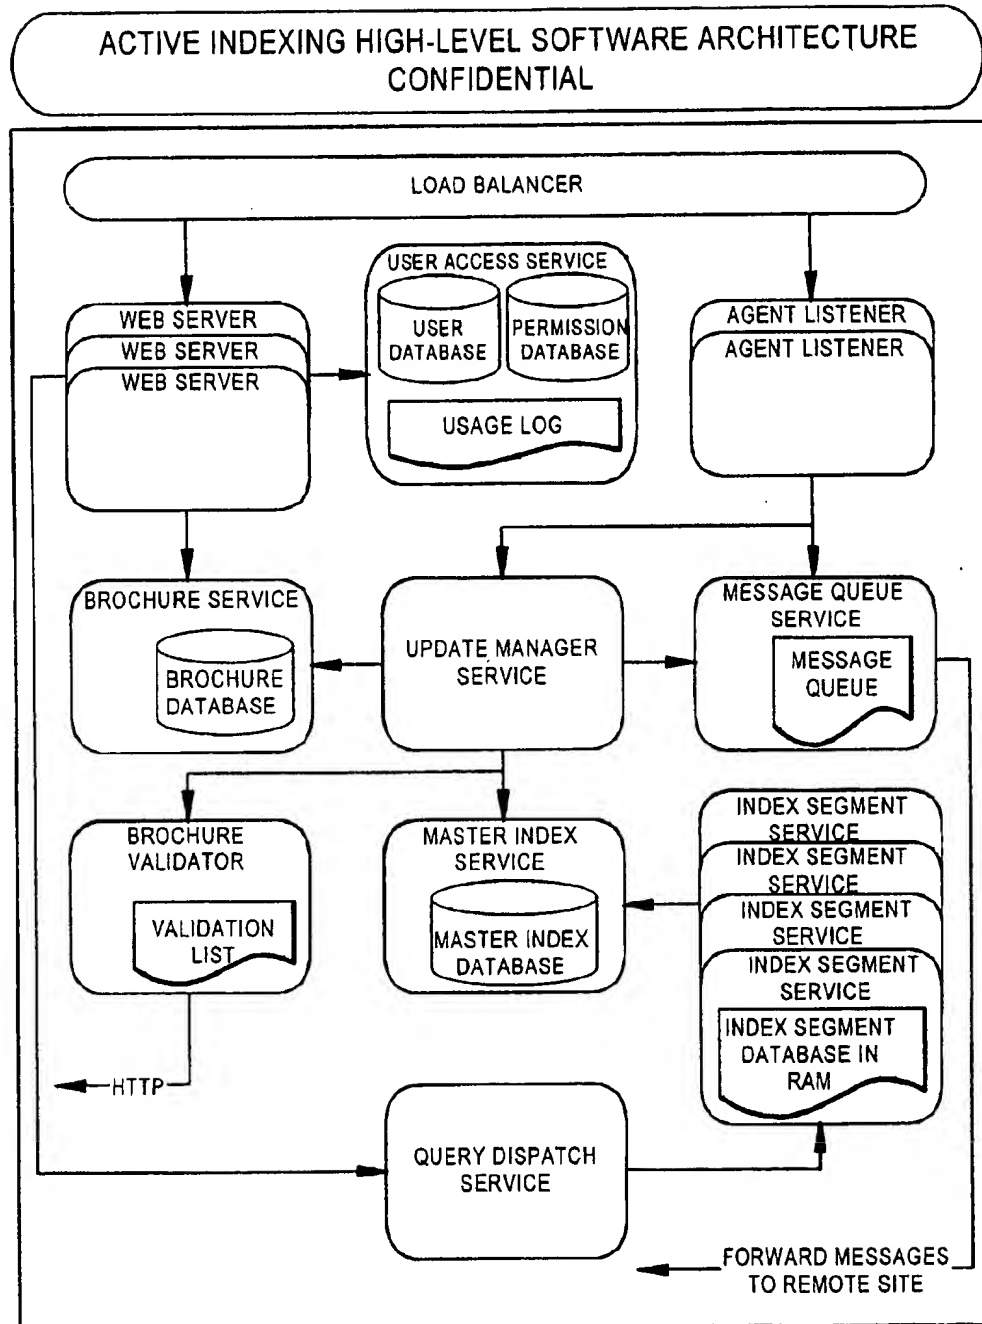 ACTIVE INDEXING HIGH-LEVEL SOFTWARE ARCHITECTURE
CONFIDENTIAL
LOAD BALANCER
USER ACCESS SERVICE
USER
DATABASE
PERMISSION
DATABASE
USAGE LOG
WEB SERVER
WEB SERVER
WEB SERVER
AGENT LISTENER
AGENT LISTENER
BROCHURE SERVICE
BROCHURE
DATABASE
UPDATE MANAGER
SERVICE
MESSAGE QUEUE
SERVICE
MESSAGE
QUEUE
BROCHURE
VALIDATOR
VALIDATION
LIST
MASTER INDEX
SERVICE
MASTER INDEX
DATABASE
INDEX SEGMENT
SERVICE
INDEX SEGMENT
SERVICE
INDEX SEGMENT
SERVICE
INDEX SEGMENT
SERVICE
INDEX SEGMENT
DATABASE IN
RAM
HTTP
QUERY DISPATCH
SERVICE
FORWARD MESSAGES
TO REMOTE SITE